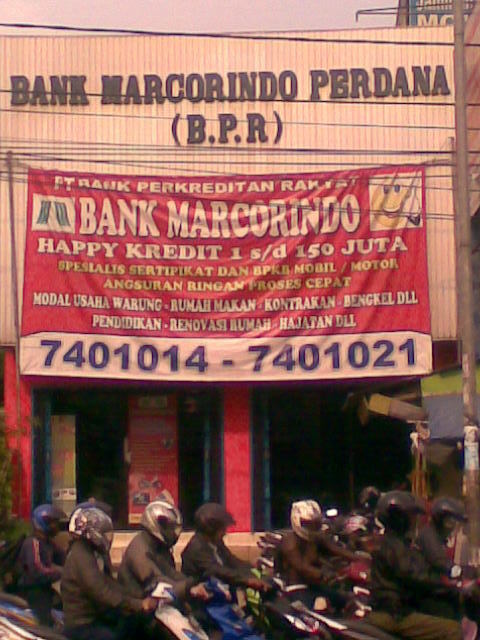 BANK MARCORINDO PERDANA
(B.P.R)
PT BANK PERKREDITAN RAKYAT
BANK MARCORINDO
HAPPY KREDIT 1 s/d 150 JUTA
SPESIALIS SERTIPIKAT DAN BPKB MOBIL / MOTOR
ANGSURAN RINGAN PROSES CEPAT
MODAL USAHA WARUNG - RUMAH MAKAN - KONTRAKAN - BENGKEL DLL
PENDIDIKAN - RENOVASI RUMAH - HAJATAN DLL
7401014 - 7401021